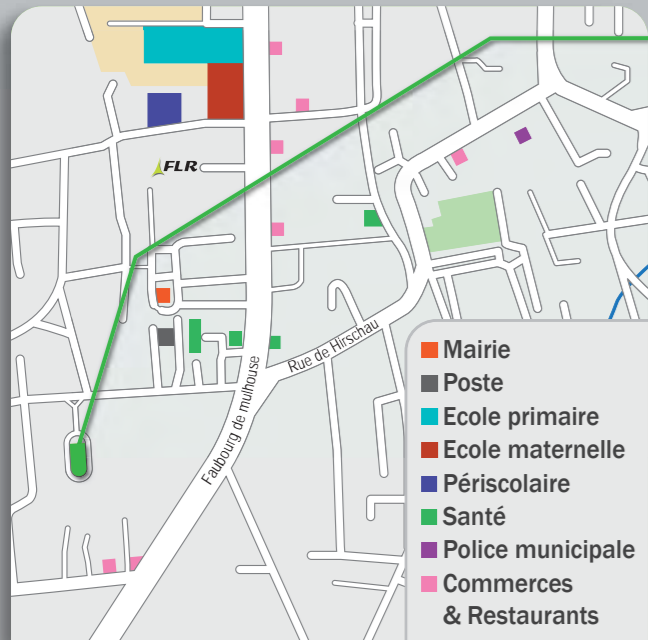 FLR
Rue de Hirschau
Faubourg de mulhouse
Mairie
Poste
Ecole primaire
Ecole maternelle
Périscolaire
Santé
Police municipale
Commerces
& Restaurants